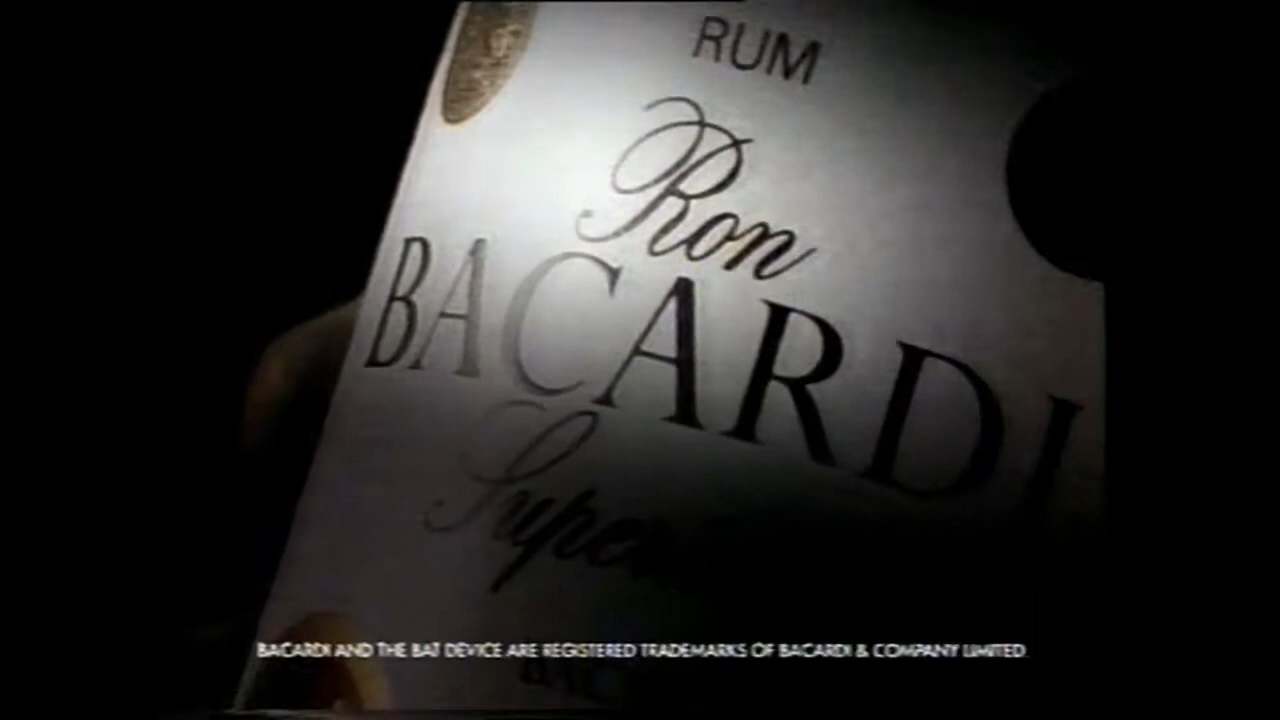 RUM
Ron
BACARDI
BACARDI AND THE BAT DEVICE ARE REGISTERED TRADEMARKS OF BACARDI & COMPANY LIMITED.